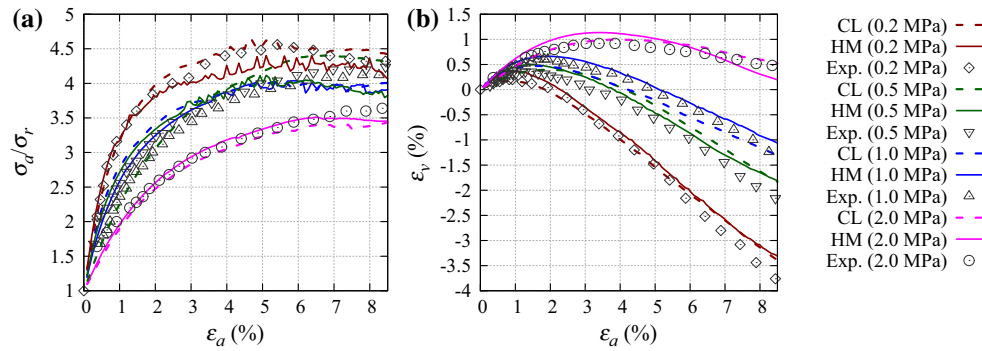 (a)
5
4.5
4
3.5
3
2.5
2
1.5
1
σa/σr
0 1 2 3 4 5 6 7 8
εa (%)
(b)
1.5
1
0.5
0
-0.5
-1
-1.5
-2
-2.5
-3
-3.5
-4
εv (%)
0 1 2 3 4 5 6 7 8
εa (%)
CL (0.2 MPa)
HM (0.2 MPa)
Exp. (0.2 MPa)
CL (0.5 MPa)
HM (0.5 MPa)
Exp. (0.5 MPa)
CL (1.0 MPa)
HM (1.0 MPa)
Exp. (1.0 MPa)
CL (2.0 MPa)
HM (2.0 MPa)
Exp. (2.0 MPa)